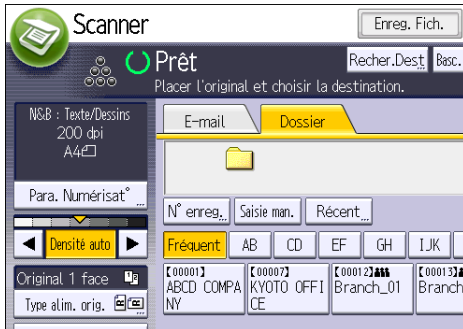 Scanner
Enreg. Fich.
Prêt
Recher.Dest
Basc.
Placer l'original et choisir la destination.
N&B : Texte/Dessins
200 dpi
A4
E-mail
Dossier
Para. Numérisat°
N° enreg.
Saisie man.
Récent
Densité auto
Fréquent
AB
CD
EF
GH
IJK
Original 1 face
[00001]
ABCD COMPA
NY
[00007]
KYOTO OFFI
CE
[00012]
Branch_01
[00013]
Branch
Type alim. orig.